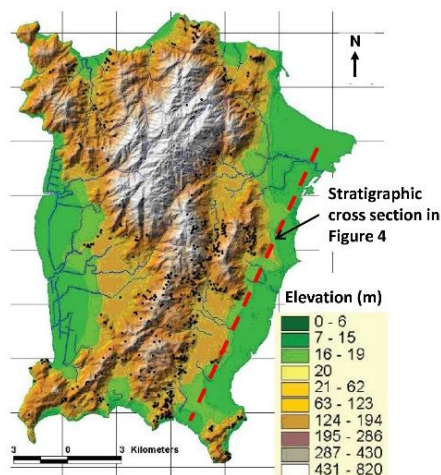 N
Stratigraphic
cross section in
Figure 4
Elevation (m)
0 - 6
7 - 15
16 - 19
20
21 - 62
63 - 123
124 - 194
195 - 286
287 - 430
431 - 820
3 0 3 Kilometers